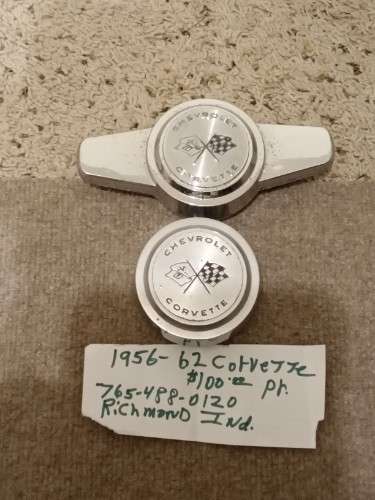 CHEVROLET
CORVETTE
CHEVROLET
CORVETTE
1956-62 Corvette
$100.00 pr.
765-488-0120
Richmond Ind.